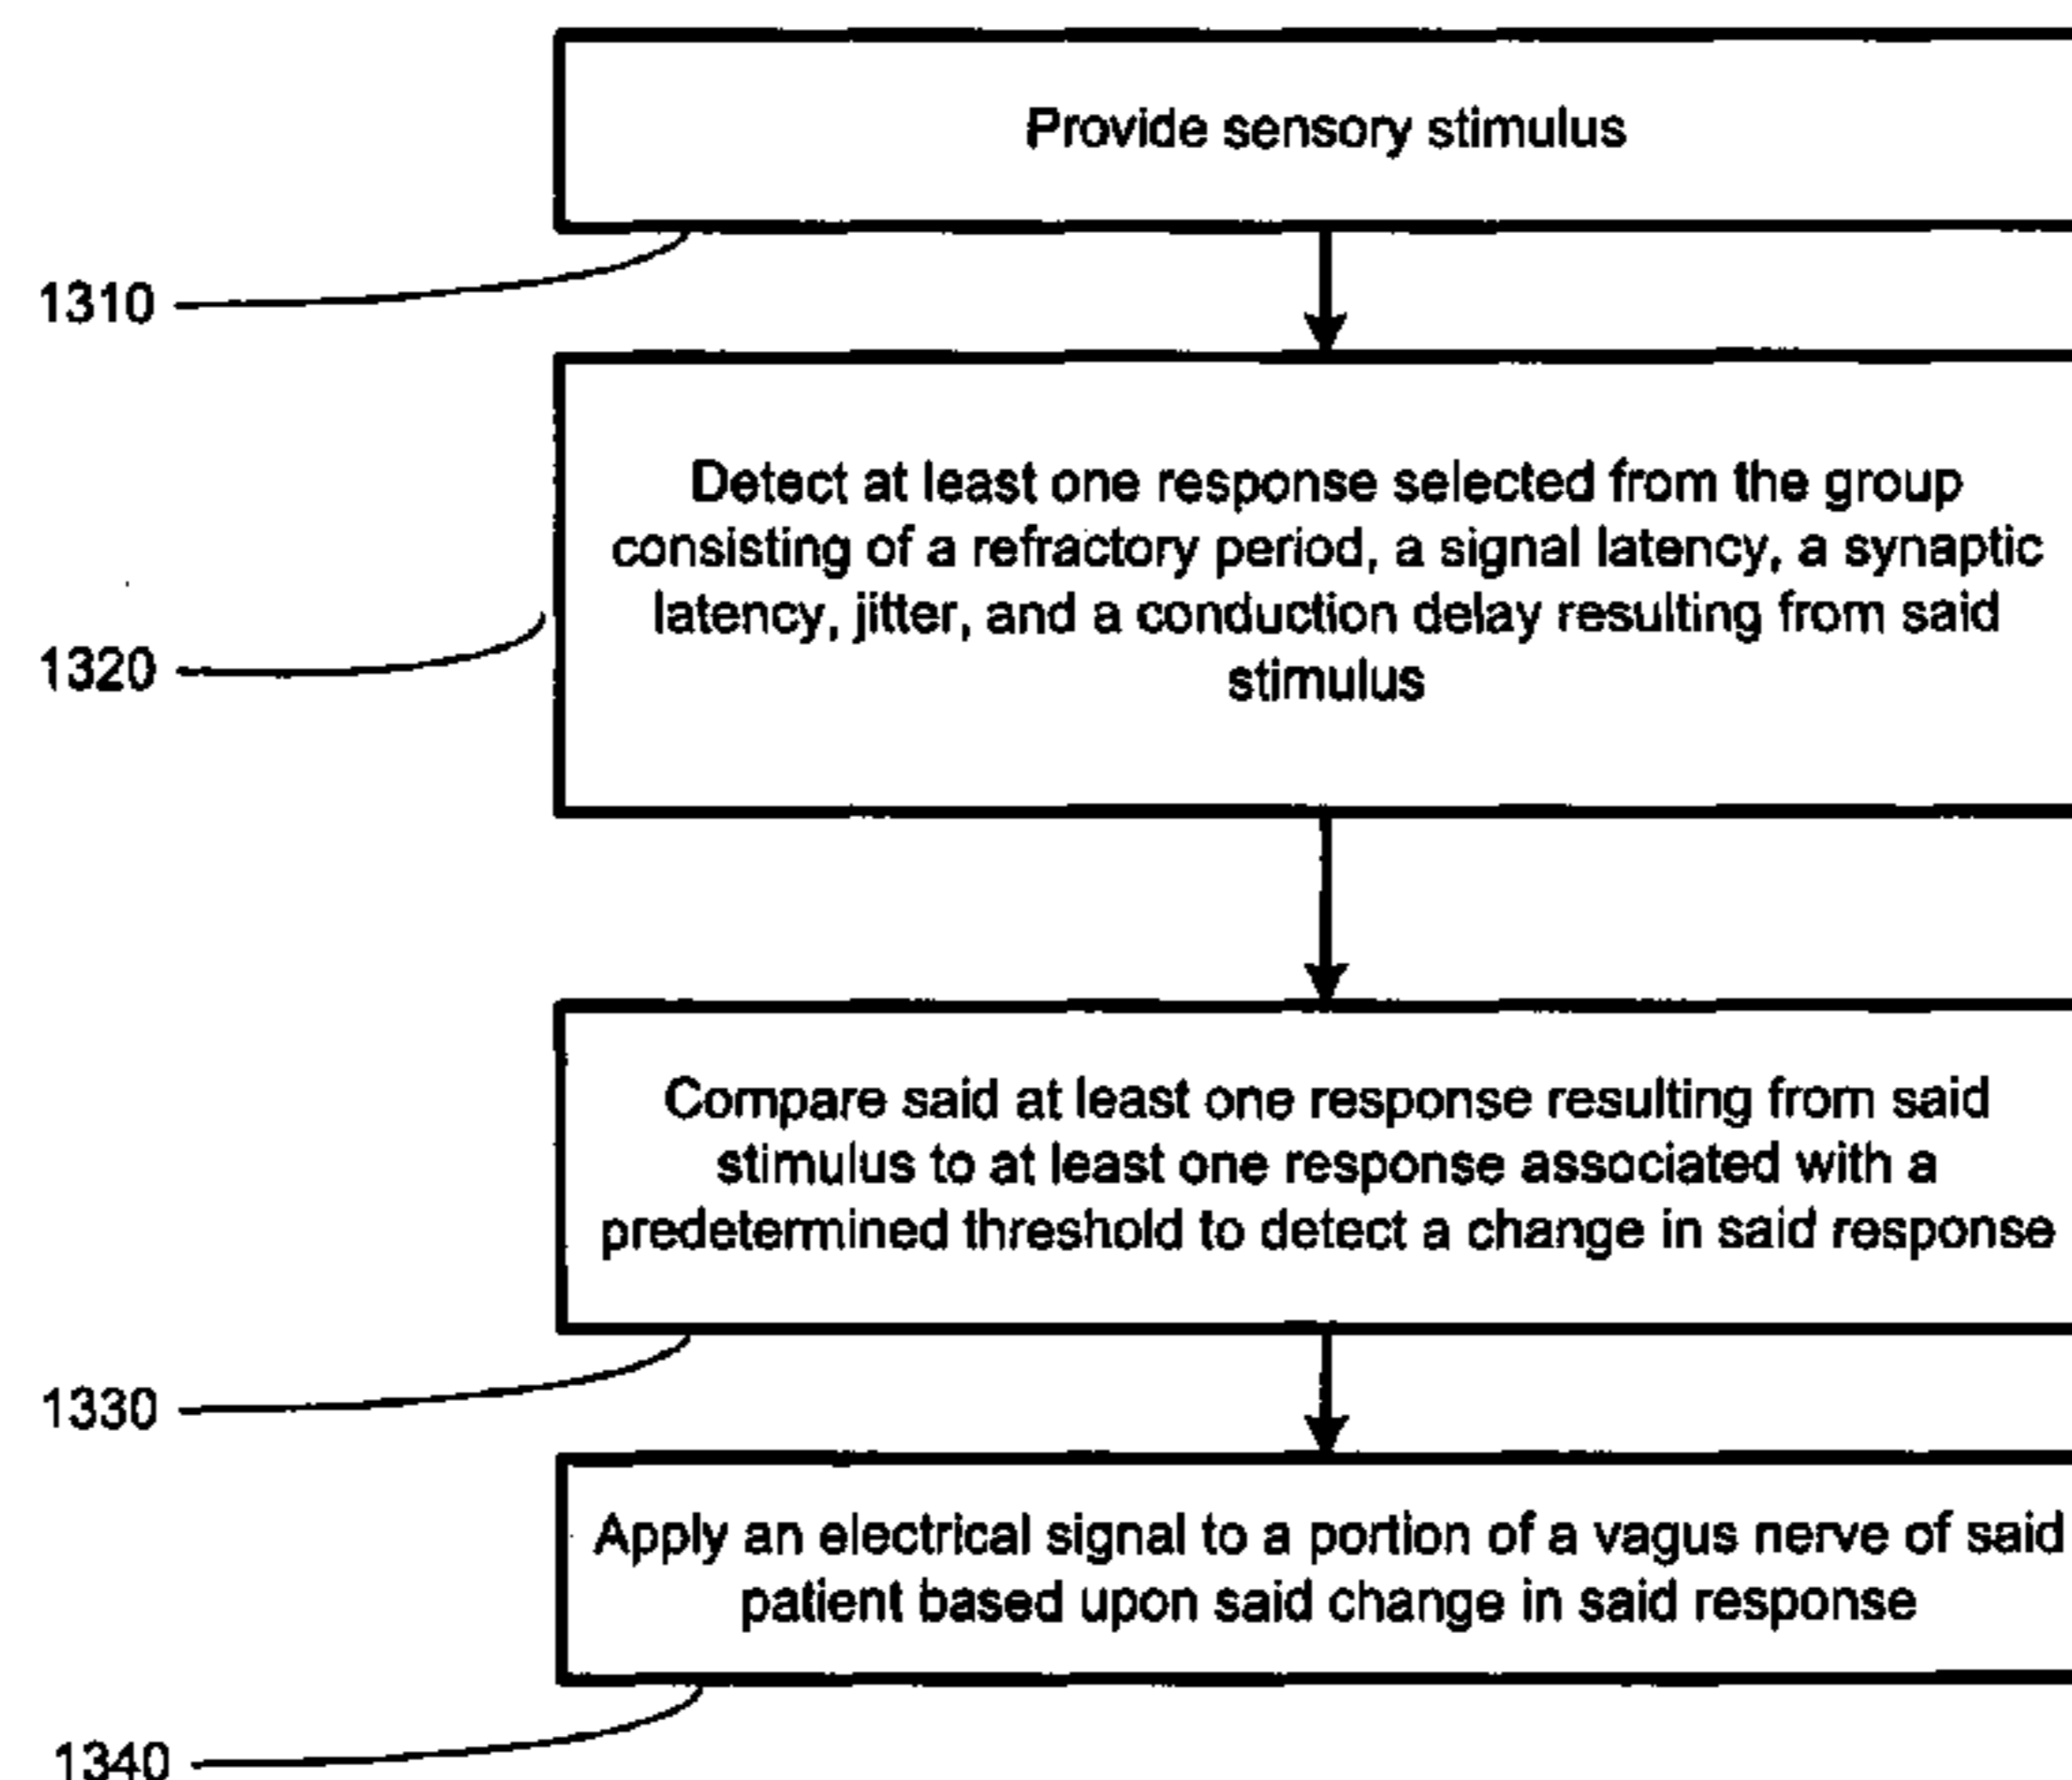 Provide sensory stimulus
1310
Detect at least one response selected from the group
consisting of a refractory period, a signal latency, a synaptic
latency, jitter, and a conduction delay resulting from said
stimulus
1320
Compare said at least one response resulting from said
stimulus to at least one response associated with a
predetermined threshold to detect a change in said response
1330
Apply an electrical signal to a portion of a vagus nerve of said
patient based upon said change in said response
1340